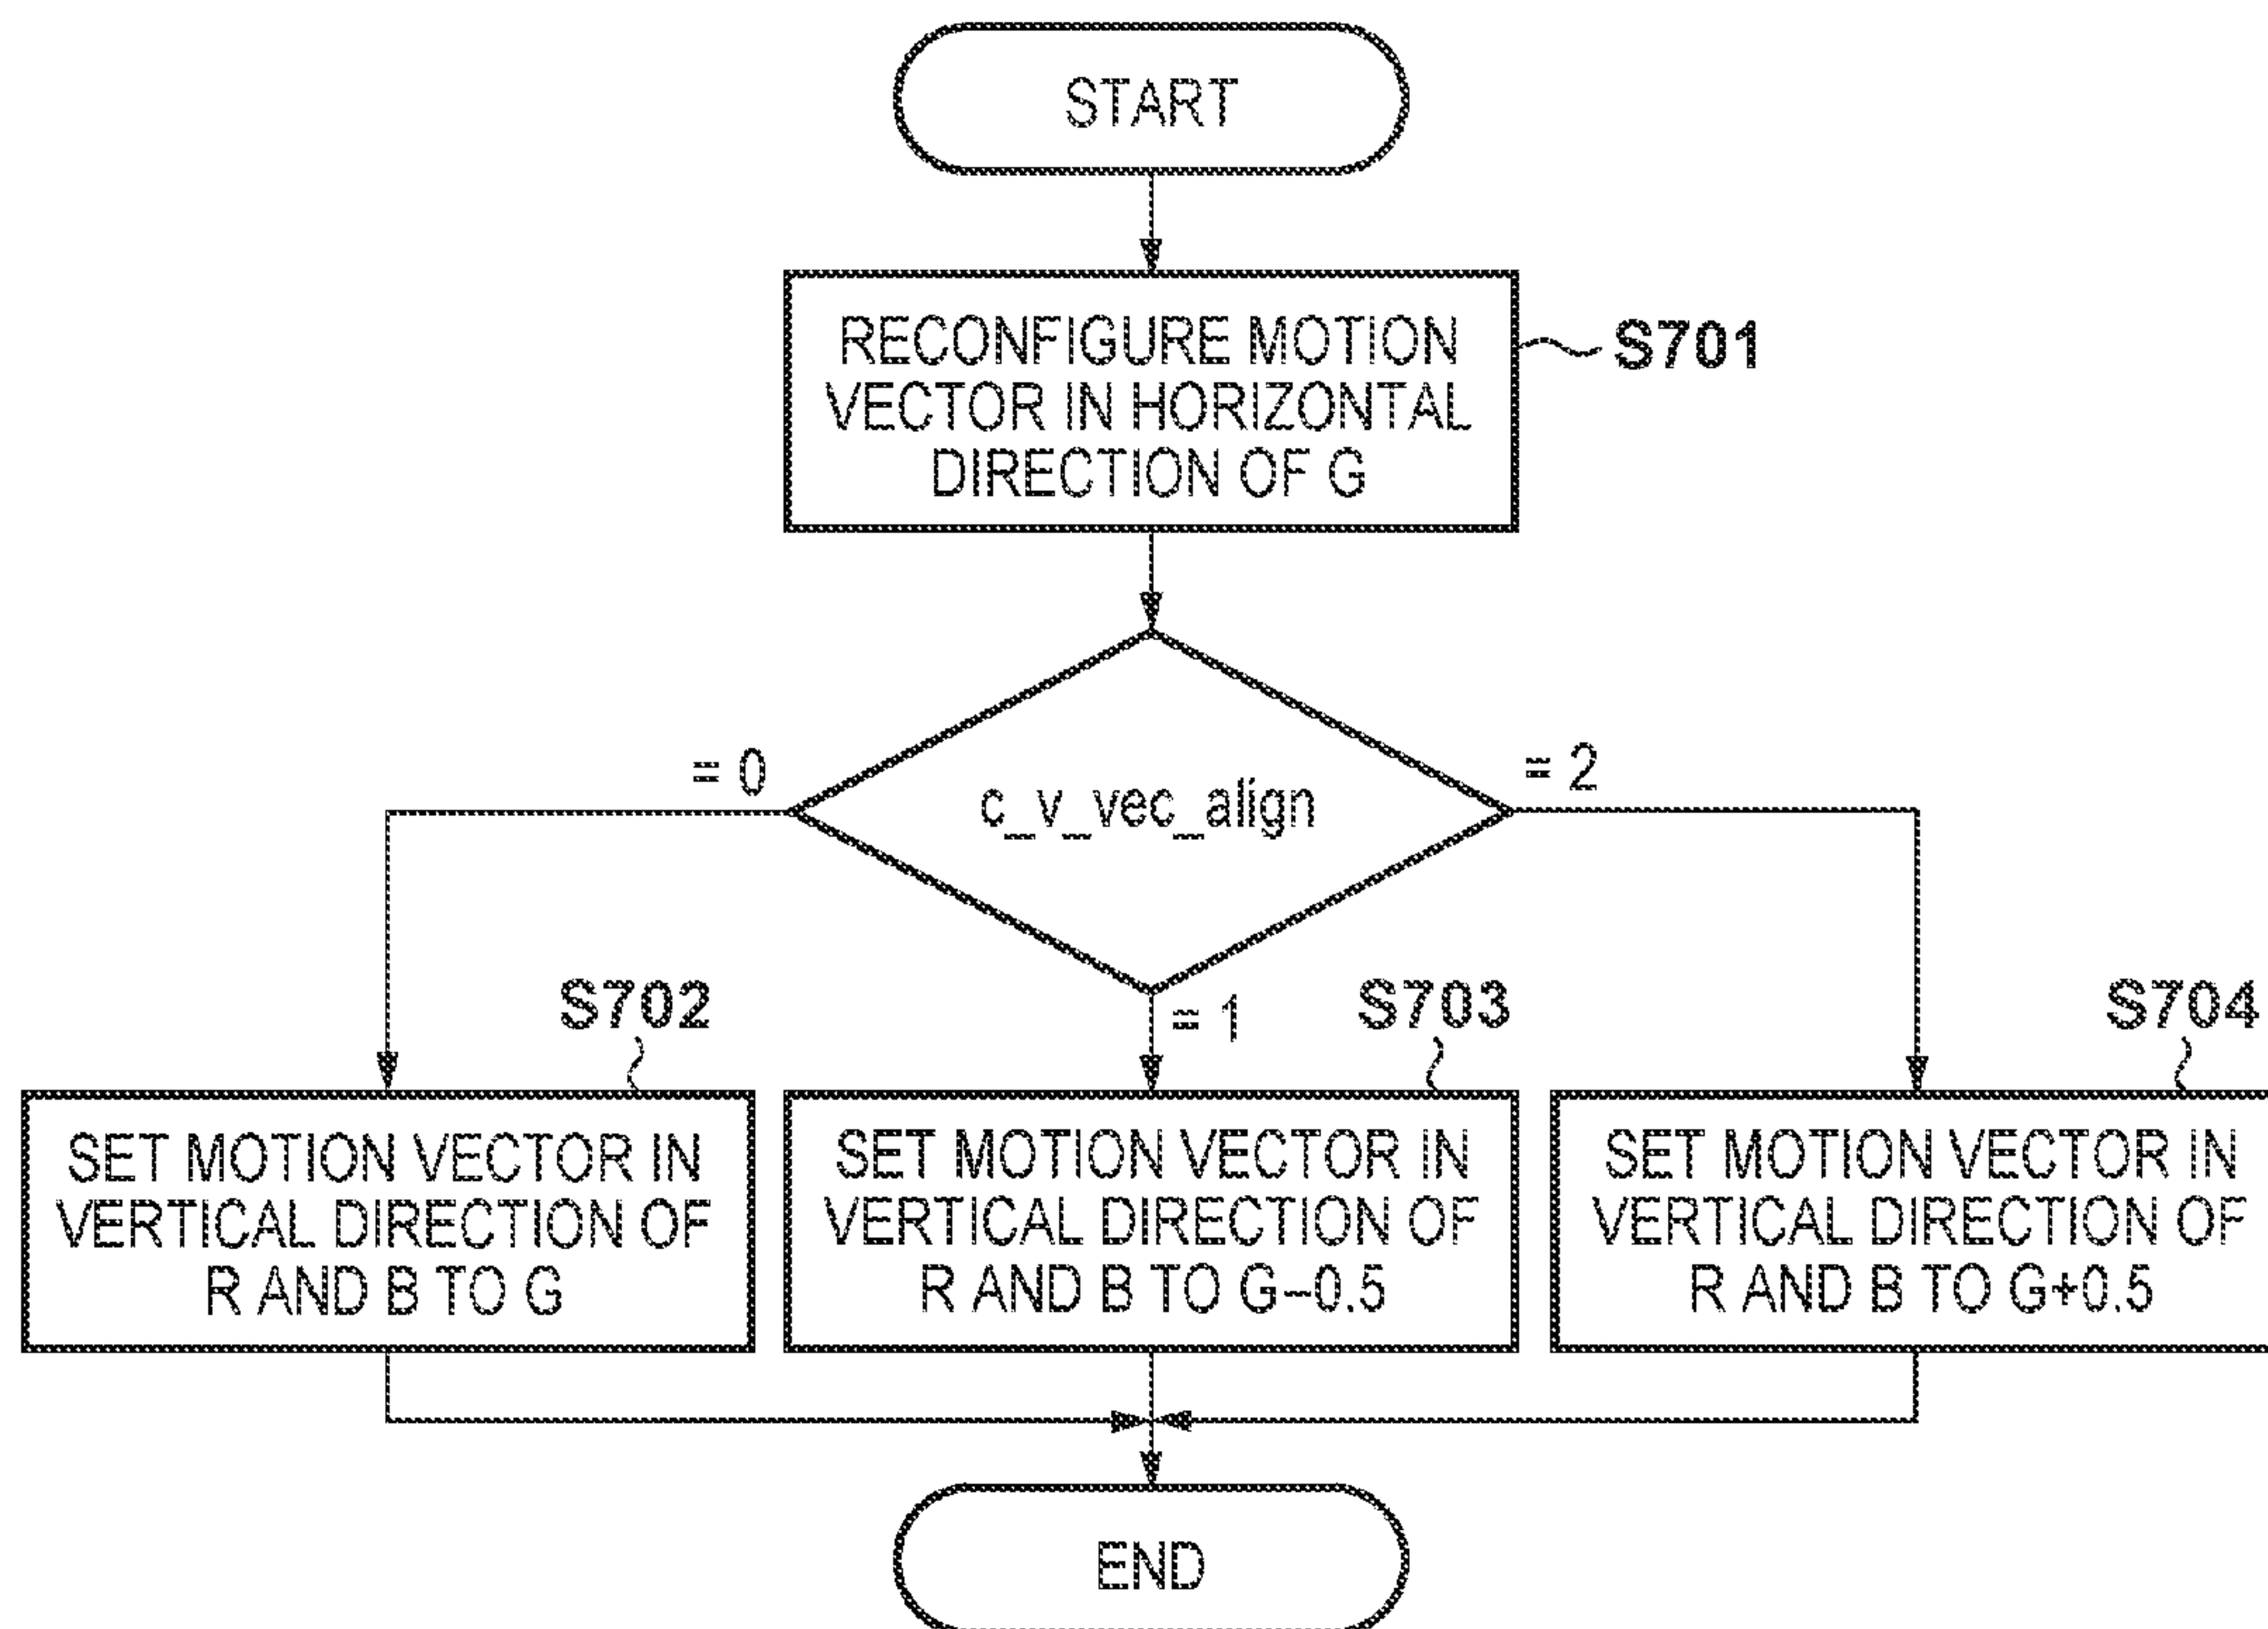 START
RECONFIGURE MOTION
VECTOR IN HORIZONTAL
DIRECTION OF G
S701
c_v_vec_align
= 0
= 2
= 1
S702
SET MOTION VECTOR IN
VERTICAL DIRECTION OF
R AND B TO G
S703
SET MOTION VECTOR IN
VERTICAL DIRECTION OF
R AND B TO G–0.5
S704
SET MOTION VECTOR IN
VERTICAL DIRECTION OF
R AND B TO G+0.5
END